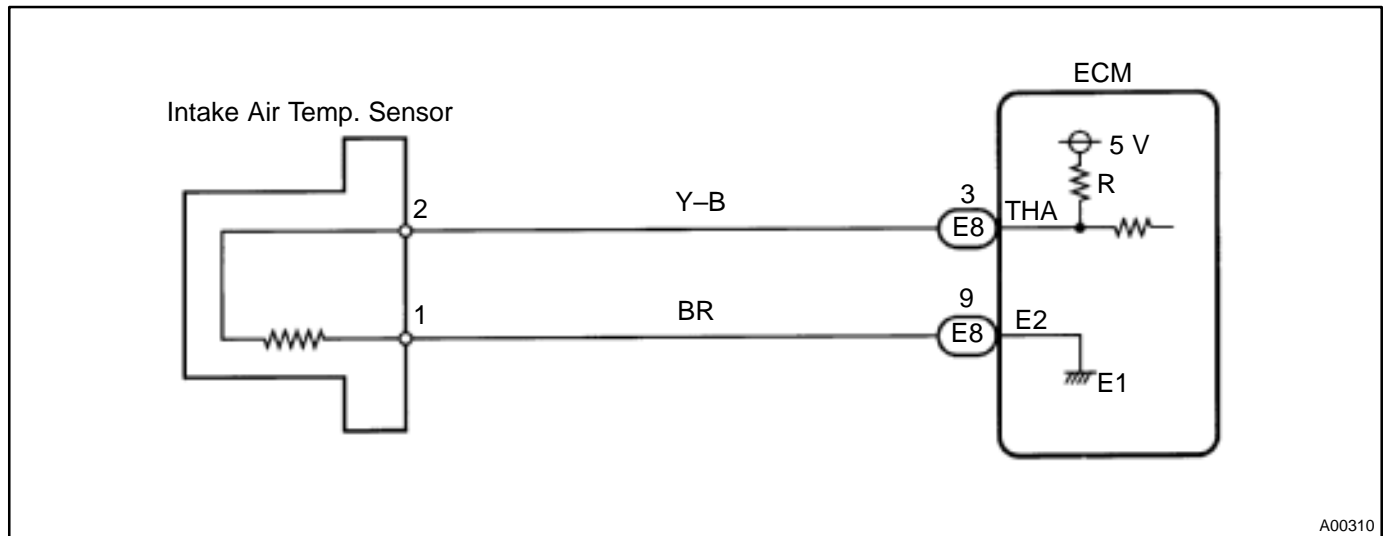 ECM
Intake Air Temp. Sensor
5 V
R
2
Y–B
3
E8
THA
1
BR
9
E8
E2
E1
A00310